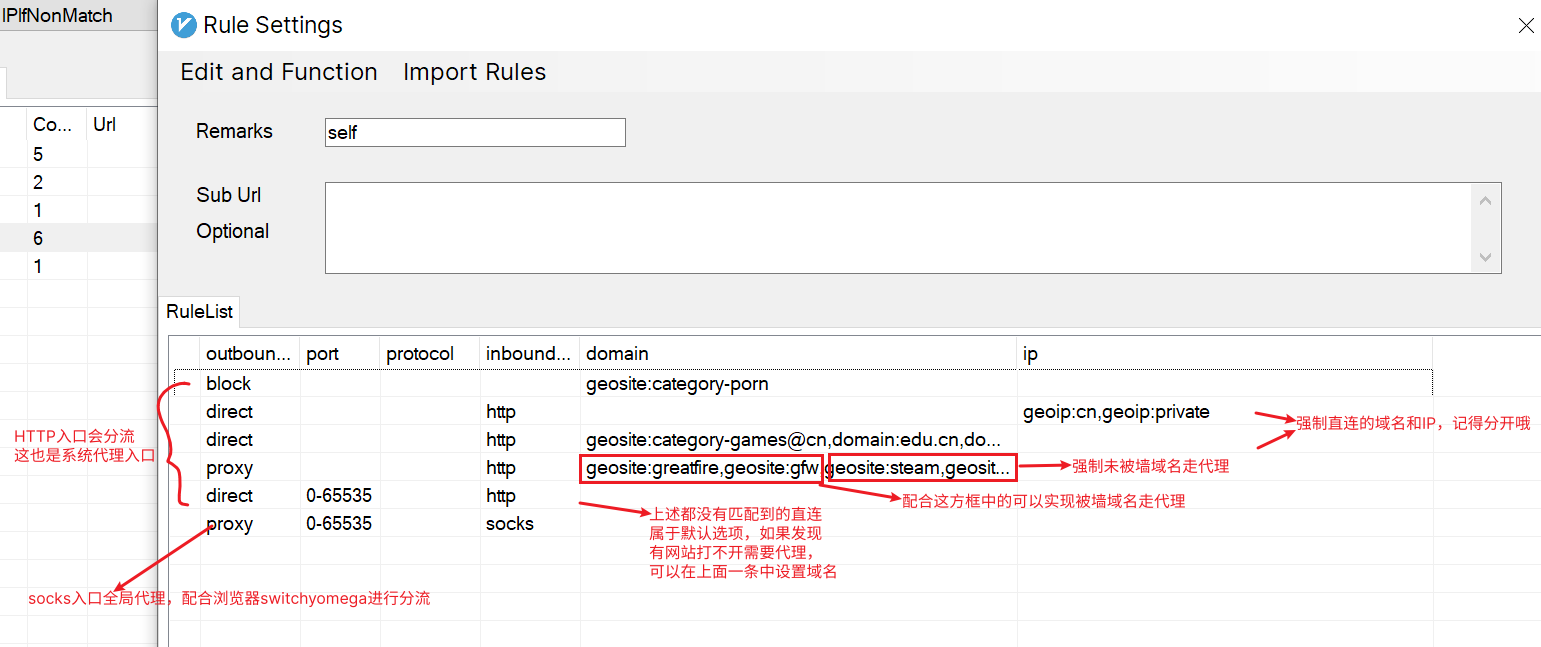 IPIfNonMatch
Rule Settings
Edit and Function Import Rules
Remarks self
Sub Url
Optional
Co... Url
5
2
1
6
1
RuleList
outboun... port protocol inbound... domain ip
block geosite:category-porn
direct http geoip:cn,geoip:private
direct http geosite:category-games@cn,domain:edu.cn,do...
proxy http geosite:greatfire,geosite:gfw,geosite:steam,geosit...
direct 0-65535 http
proxy 0-65535 socks
HTTP入口会分流
这也是系统代理入口
强制直连的域名和IP，记得分开哦
强制未被墙域名走代理
配合这方框中的可以实现被墙域名走代理
上述都没有匹配到的直连
属于默认选项，如果发现
有网站打不开需要代理，
可以在上面一条中设置域名
socks入口全局代理，配合浏览器switchyomega进行分流